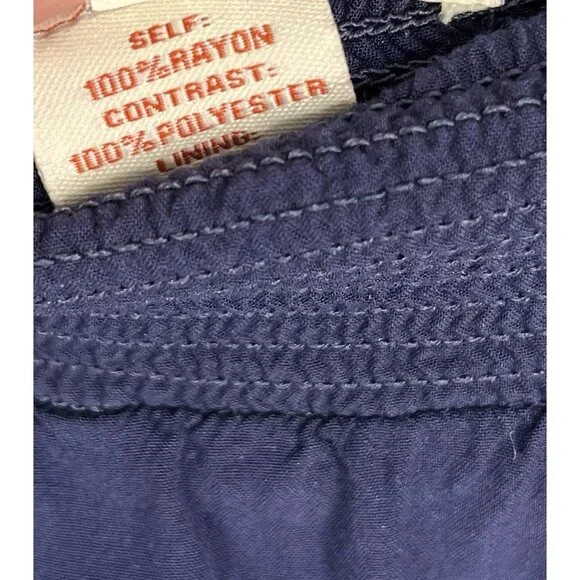 SELF:
100%RAYON
CONTRAST:
100%POLYESTER
LINING: